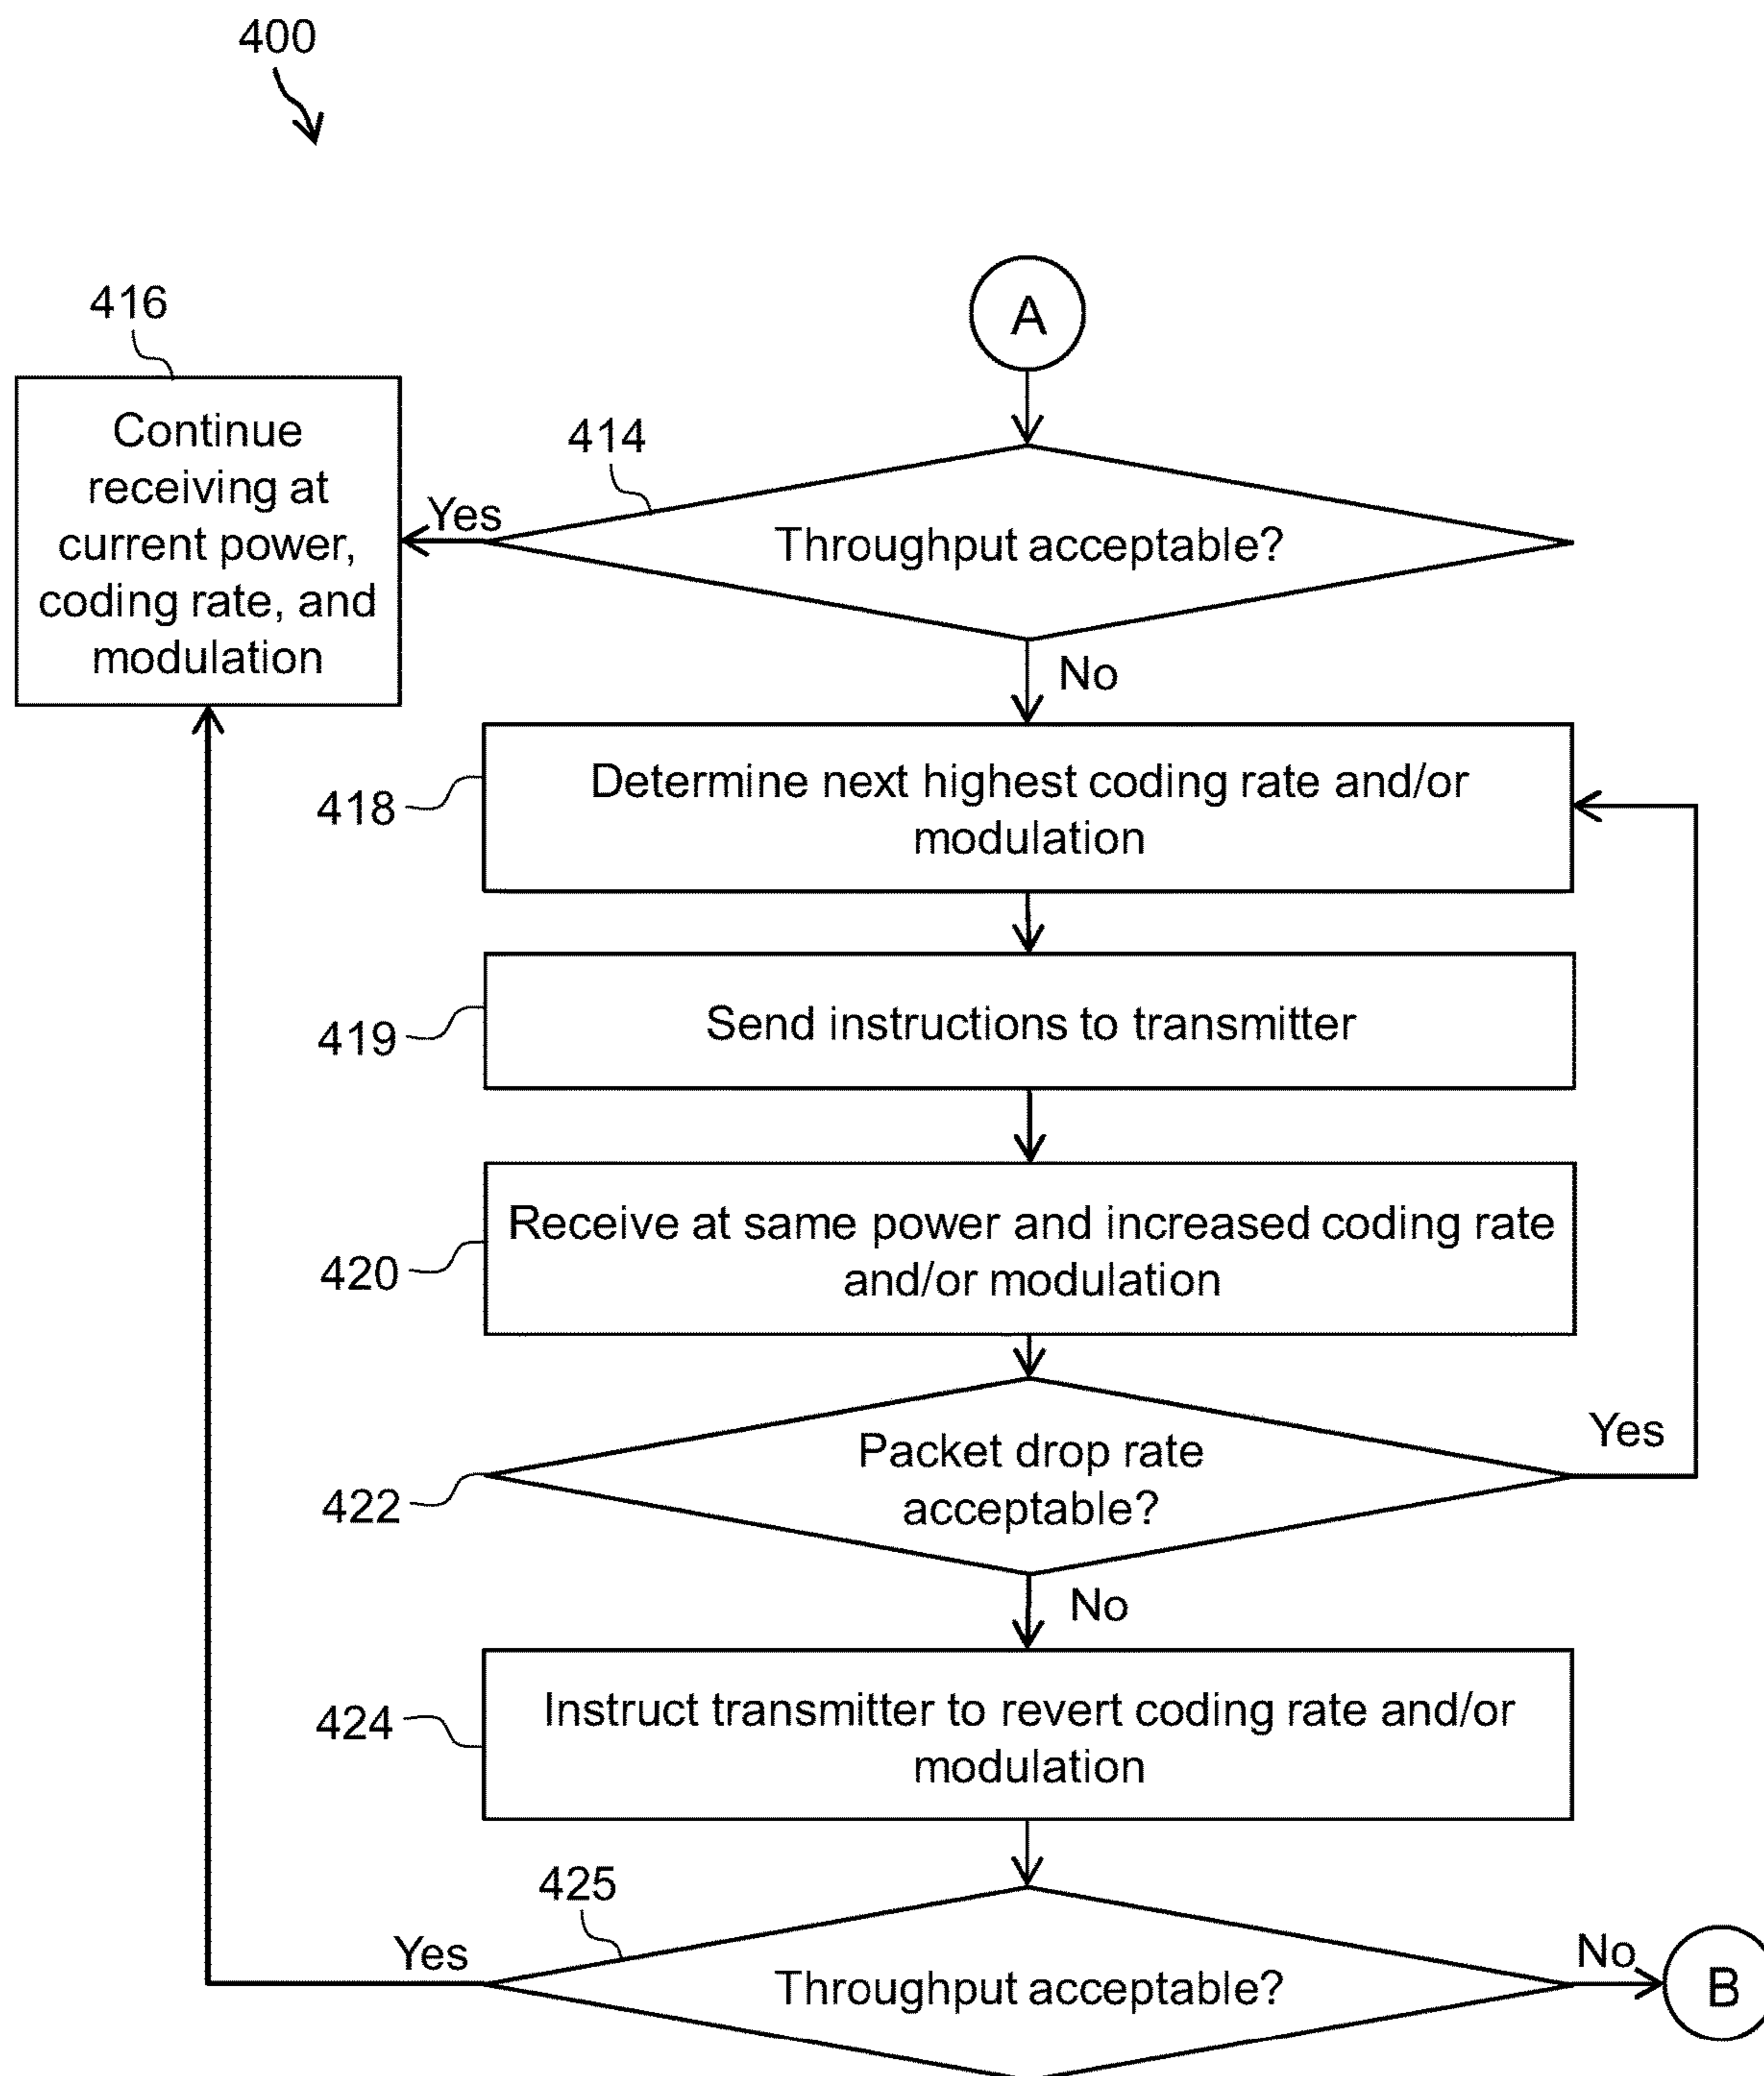 400
A
416
Continue
receiving at
current power,
coding rate, and
modulation
414
Yes
Throughput acceptable?
No
418
Determine next highest coding rate and/or
modulation
419
Send instructions to transmitter
420
Receive at same power and increased coding rate
and/or modulation
422
Packet drop rate
acceptable?
Yes
No
424
Instruct transmitter to revert coding rate and/or
modulation
425
Yes
Throughput acceptable?
No
B